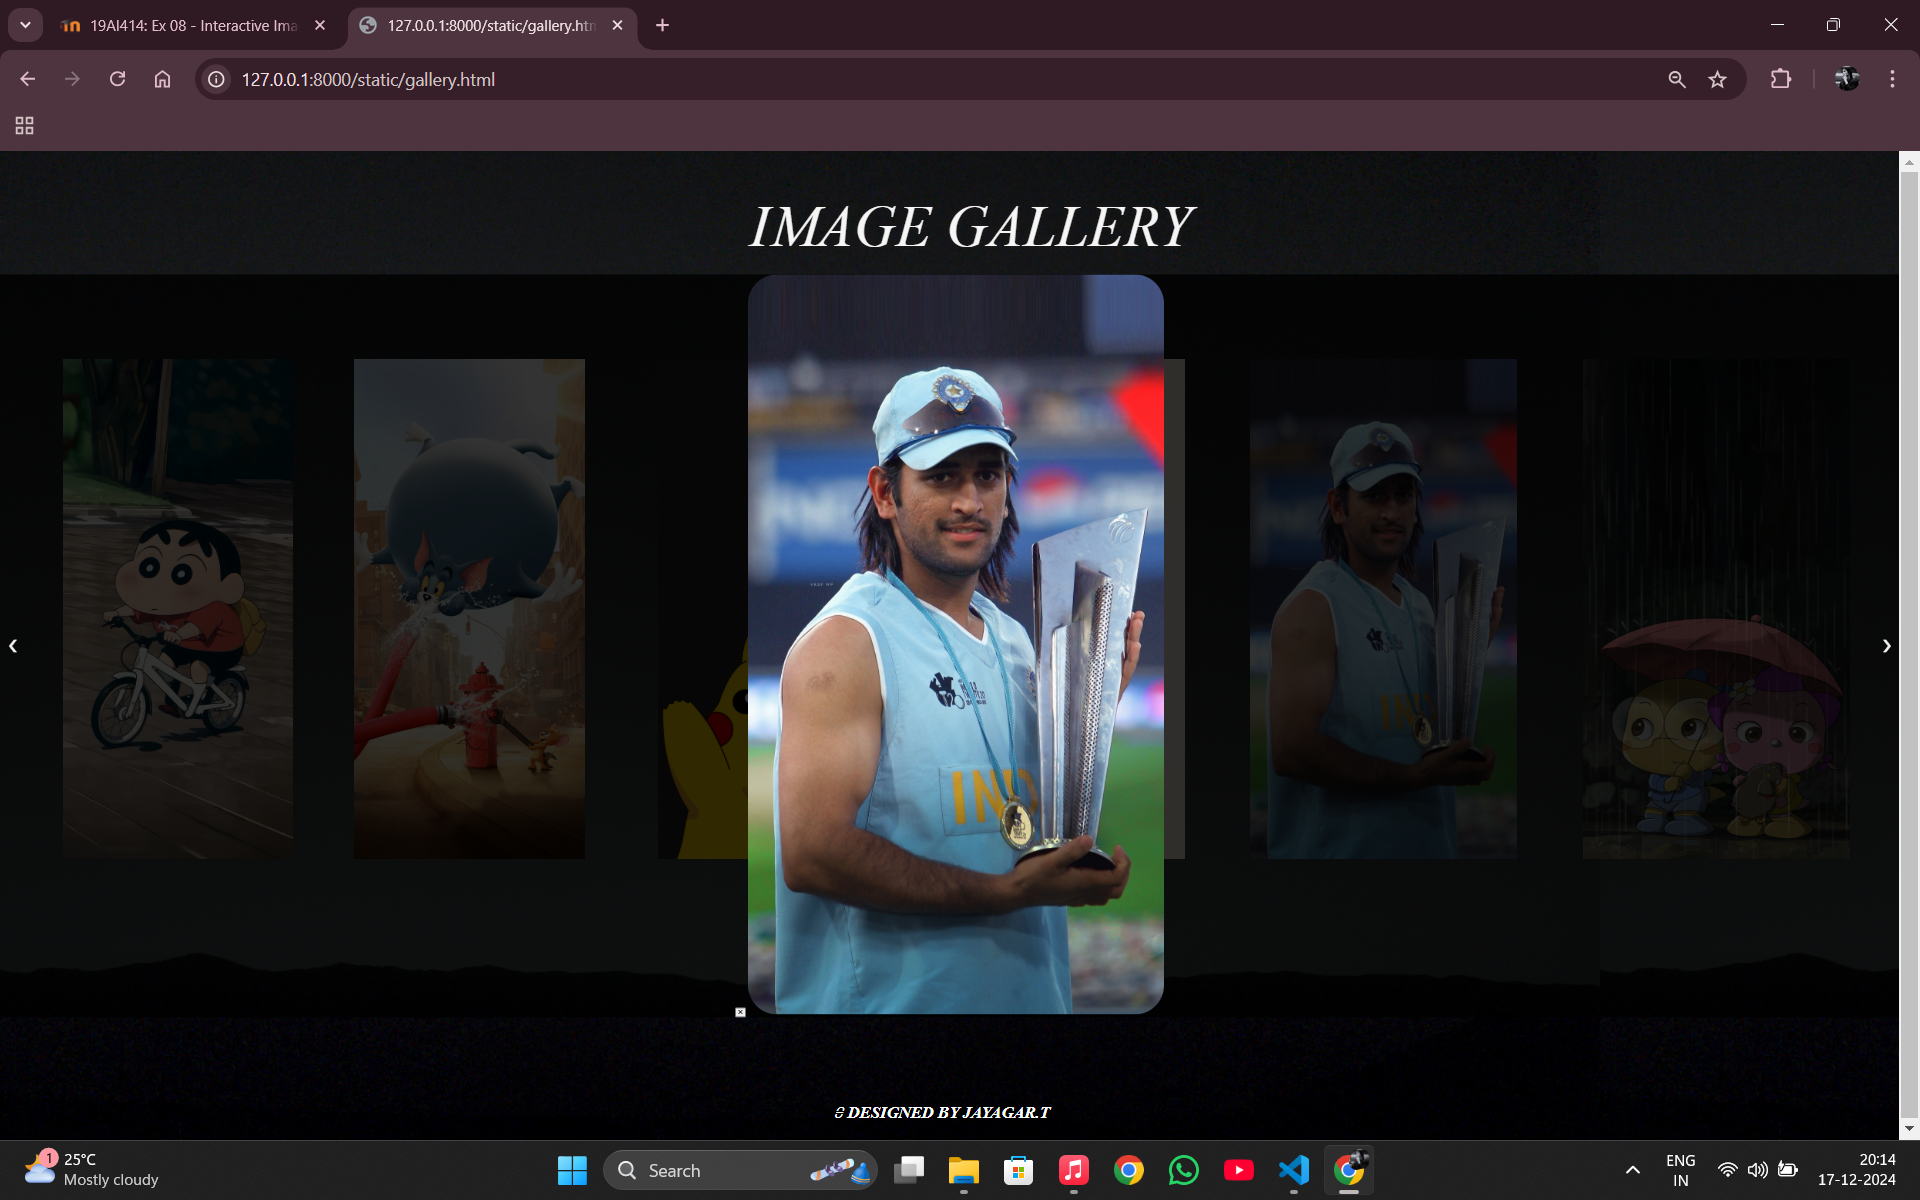 19AI414: Ex 08 - Interactive Ima
127.0.0.1:8000/static/gallery.htm
127.0.0.1:8000/static/gallery.html
IMAGE GALLERY
IND
DESIGNED BY JAYAGAR.T
1
25°C
Mostly cloudy
Search
ENG
IN
20:14
17-12-2024